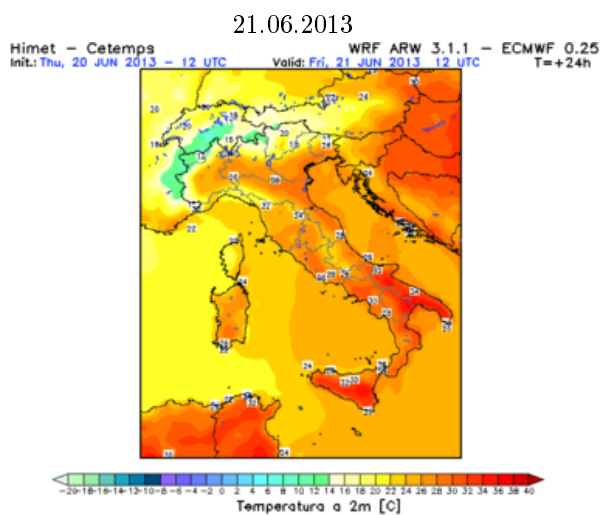 21.06.2013
Himet - Cetemps WRF ARW 3.1.1 - ECMWF 0.25
Init.: Thu, 20 JUN 2013 - 12 UTC Valid: Fri, 21 JUN 2013 12 UTC T=+24h
-20 -18 -16 -14 -12 -10 -8 -6 -4 -2 0 2 4 6 8 10 12 14 16 18 20 22 24 26 28 30 32 34 36 38 40
Temperatura a 2m [C]